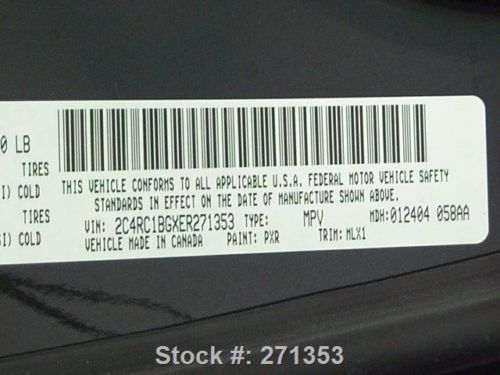 0 LB
TIRES
I) COLD
TIRES
SI) COLD
THIS VEHICLE CONFORMS TO ALL APPLICABLE U.S.A. FEDERAL MOTOR VEHICLE SAFETY
STANDARDS IN EFFECT ON THE DATE OF MANUFACTURE SHOWN ABOVE
VIN: 2C4RC1BGXER271353 TYPE: MPV MDH:012404 058AA
VEHICLE MADE IN CANADA PAINT: PXR TRIM: MLX1
Stock #: 271353